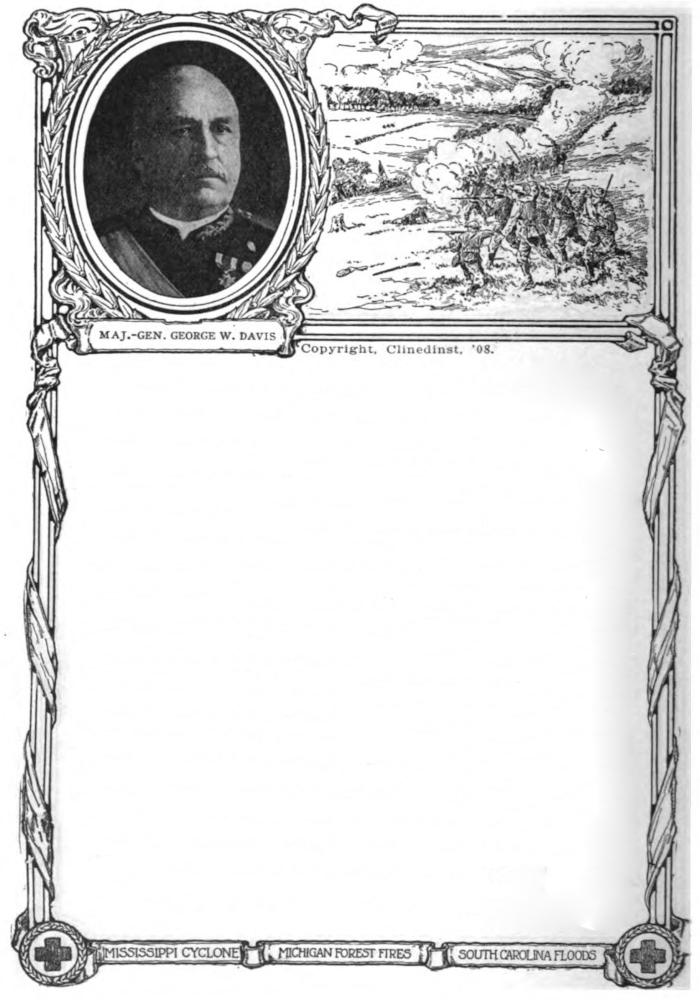 MAJ.-GEN. GEORGE W. DAVIS
Copyright, Clinedinst, '08.
MISSISSIPPI CYCLONE
MICHIGAN FOREST FIRES
SOUTH CAROLINA FLOODS